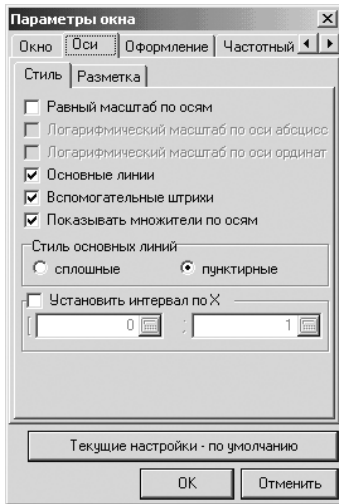 Параметры окна
Окно Оси Оформление Частотный
Стиль Разметка
Равный масштаб по осям
Логарифмический масштаб по оси абсцисс
Логарифмический масштаб по оси ординат
Основные линии
Вспомогательные штрихи
Показывать множители по осям
Стиль основных линий
сплошные пунктирные
Установить интервал по X
[ 0 ; 1
Текущие настройки - по умолчанию
OK Отменить